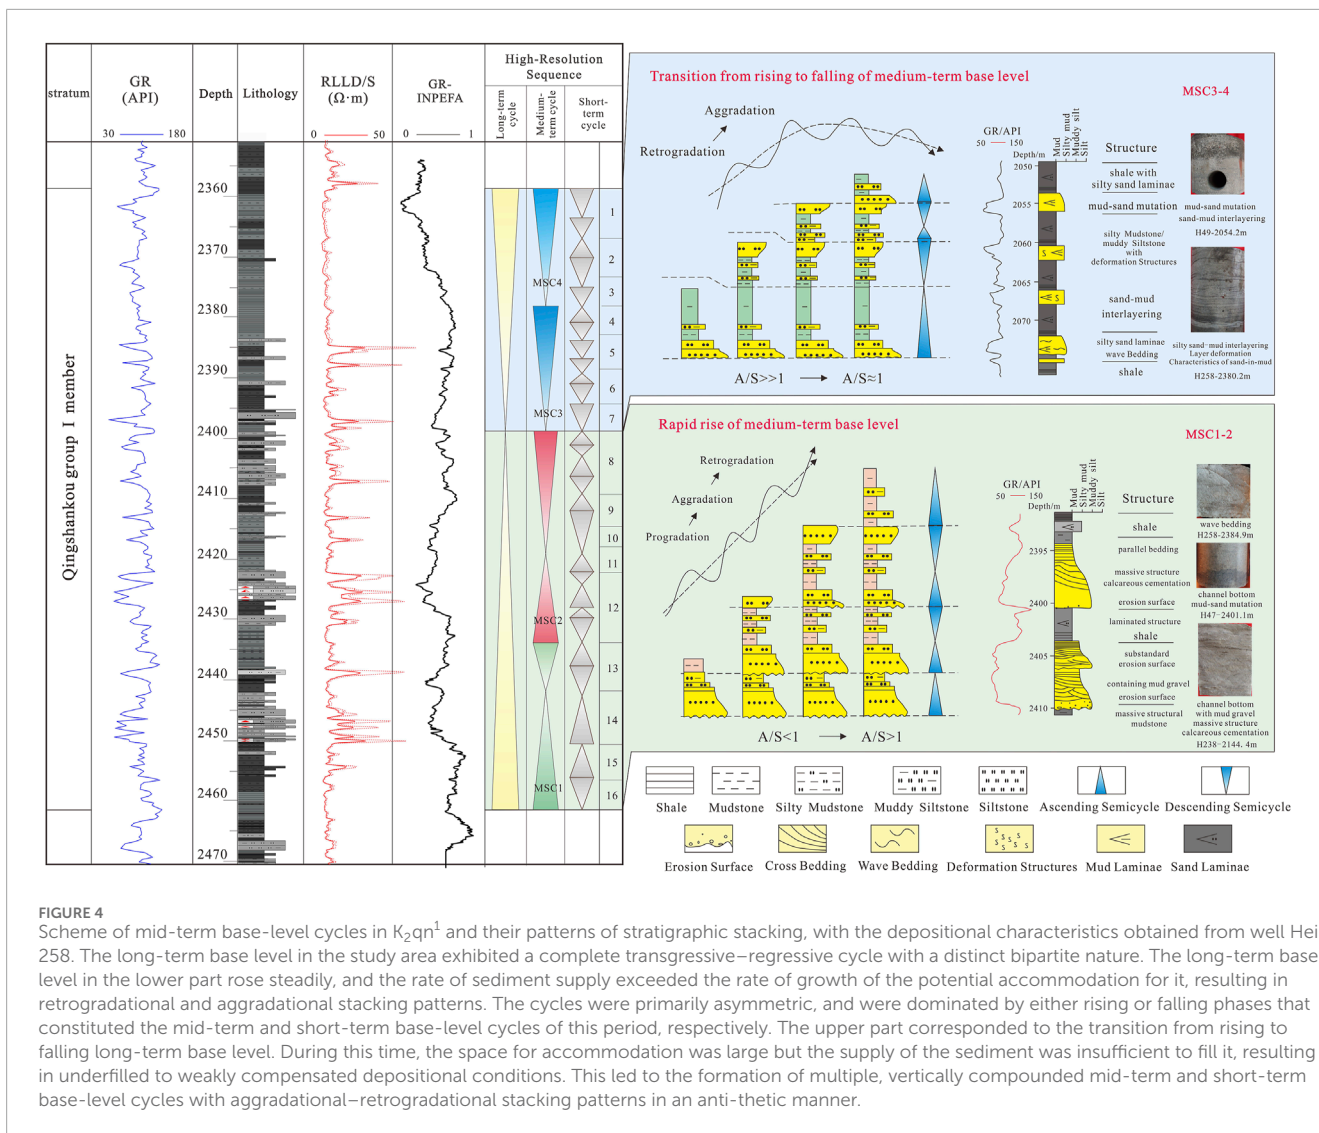 stratum
GR
(API)
30
180
Depth
Lithology
RLLD/S
(Ω·m)
0
50
GR-
INPEFA
0
1
High-Resolution
Sequence
Long-term
cycle
Medium-
term cycle
Short-
term
cycle
Qingshankou group I member
2360
2370
2380
2390
2400
2410
2420
2430
2440
2450
2460
2470
MSC4
MSC3
MSC2
MSC1
1
2
3
4
5
6
7
8
9
10
11
12
13
14
15
16
Transition from rising to falling of medium-term base level
MSC3-4
Aggradation
Retrogradation
A/S>>1
A/S≈1
GR/API
50
150
Depth/m
Mud
Silty mud
Muddy silt
Silt
Structure
2050
2055
2060
2065
2070
shale with
silty sand laminae
mud-sand mutation
silty Mudstone/
muddy Siltstone
with
deformation Structures
sand-mud
interlayering
silty sand laminae
wave Bedding
shale
mud-sand mutation
sand-mud interlayering
H49-2054.2m
silty sand-mud interlayering
Layer deformation
Characteristics of sand-in-mud
H258-2380.2m
Rapid rise of medium-term base level
MSC1-2
Retrogradation
Aggradation
Progradation
A/S<1
A/S>1
GR/API
50
150
Depth/m
Mud
Silty mud
Muddy silt
Silt
Structure
2395
2400
2405
2410
shale
parallel bedding
massive structure
calcareous cementation
erosion surface
laminated structure
shale
substandard
erosion surface
containing mud gravel
erosion surface
massive structural
mudstone
wave bedding
H258-2384.9m
channel bottom
mud-sand mutation
H47-2401.1m
channel bottom
with mud gravel
massive structure
calcareous cementation
H238-2144. 4m
Shale
Mudstone
Silty Mudstone
Muddy Siltstone
Siltstone
Ascending Semicycle
Descending Semicycle
Erosion Surface
Cross Bedding
Wave Bedding
Deformation Structures
Mud Laminae
Sand Laminae
FIGURE 4
Scheme of mid-term base-level cycles in K₂qn¹ and their patterns of stratigraphic stacking, with the depositional characteristics obtained from well Hei
258. The long-term base level in the study area exhibited a complete transgressive–regressive cycle with a distinct bipartite nature. The long-term base
level in the lower part rose steadily, and the rate of sediment supply exceeded the rate of growth of the potential accommodation for it, resulting in
retrogradational and aggradational stacking patterns. The cycles were primarily asymmetric, and were dominated by either rising or falling phases that
constituted the mid-term and short-term base-level cycles of this period, respectively. The upper part corresponded to the transition from rising to
falling long-term base level. During this time, the space for accommodation was large but the supply of the sediment was insufficient to fill it, resulting
in underfilled to weakly compensated depositional conditions. This led to the formation of multiple, vertically compounded mid-term and short-term
base-level cycles with aggradational–retrogradational stacking patterns in an anti-thetic manner.